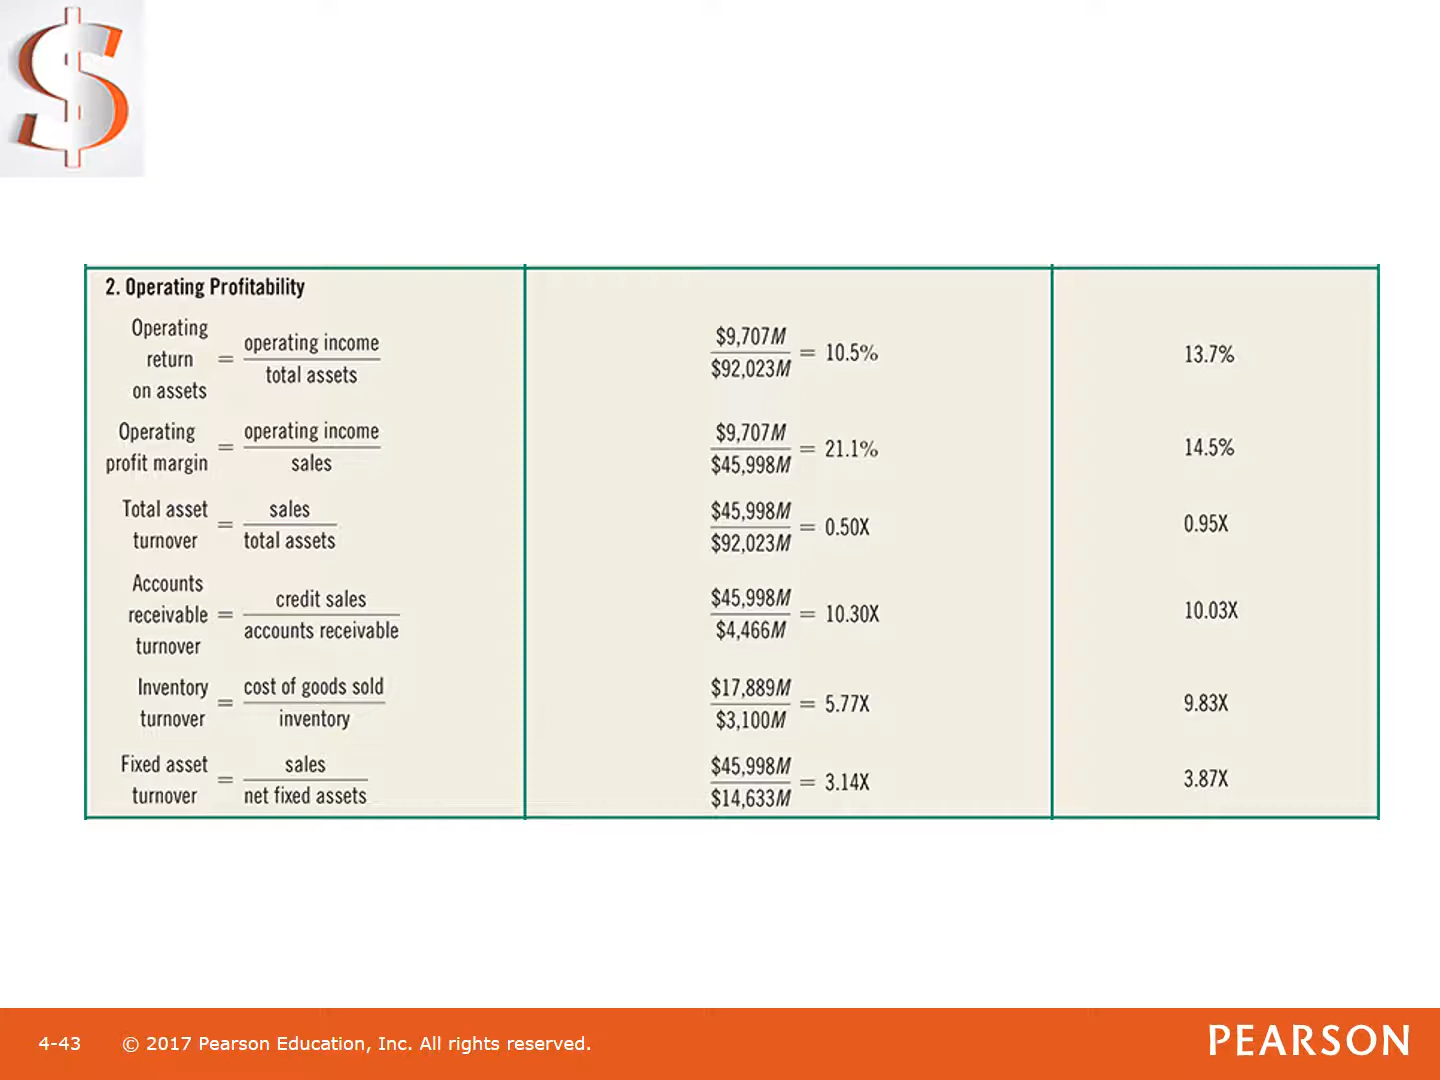 $
2. Operating Profitability
Operating
return
on assets
=
operating income
total assets
$9,707M
$92,023M
= 10.5%
13.7%
Operating
profit margin
=
operating income
sales
$9,707M
$45,998M
= 21.1%
14.5%
Total asset
turnover
=
sales
total assets
$45,998M
$92,023M
= 0.50X
0.95X
Accounts
receivable
turnover
=
credit sales
accounts receivable
$45,998M
$4,466M
= 10.30X
10.03X
Inventory
turnover
=
cost of goods sold
inventory
$17,889M
$3,100M
= 5.77X
9.83X
Fixed asset
turnover
=
sales
net fixed assets
$45,998M
$14,633M
= 3.14X
3.87X
4-43 © 2017 Pearson Education, Inc. All rights reserved.
PEARSON